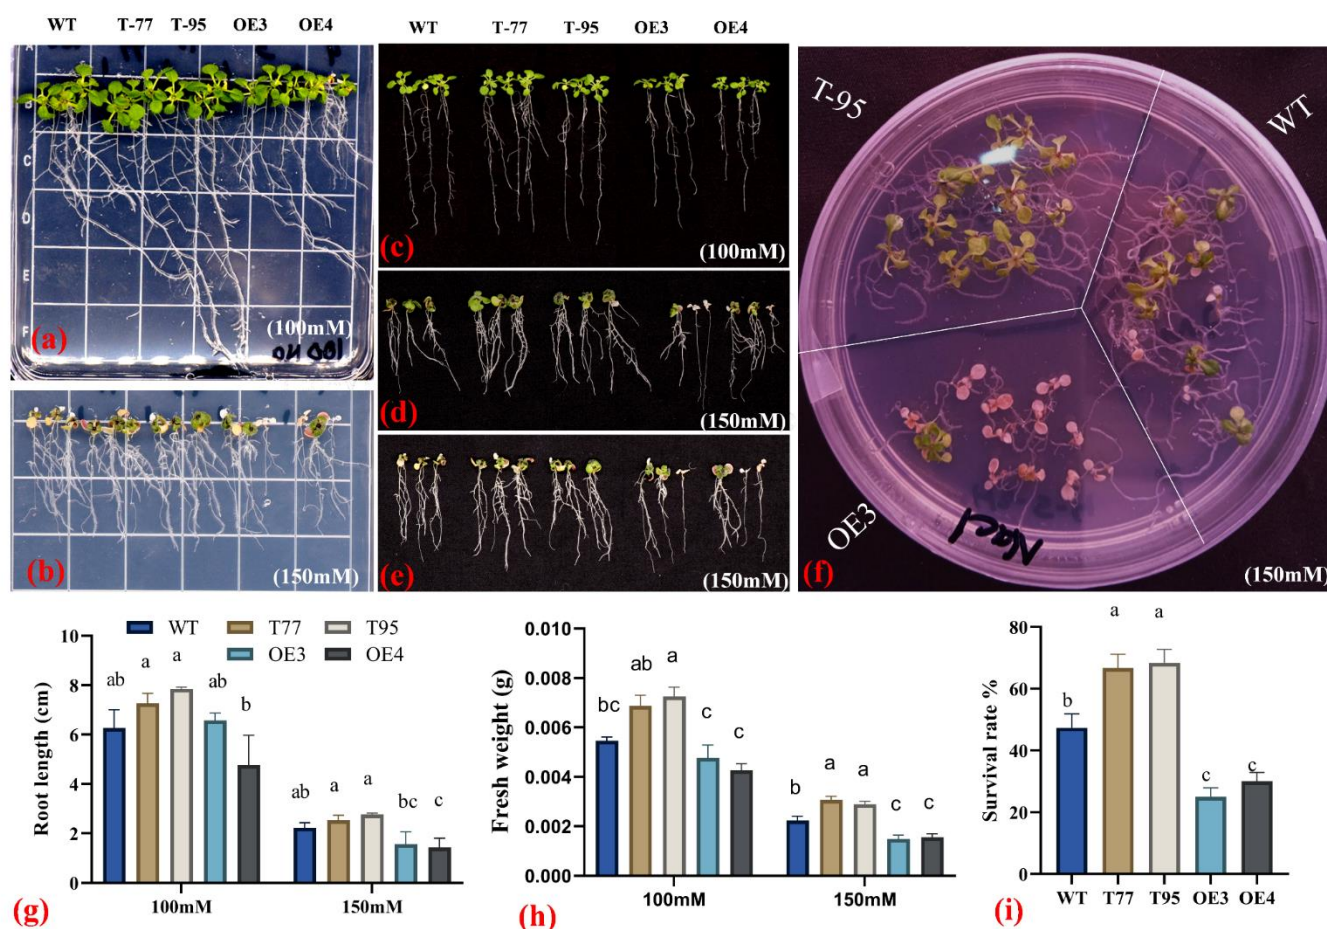 WT T-77 T-95 OE3 OE4
WT T-77 T-95 OE3 OE4
A
B
C
D
E
F
(a)
(100mM)
(b)
(150mM)
(c)
(100mM)
(d)
(150mM)
(e)
(150mM)
T-95
WT
OE3
Nacl
(f)
(150mM)
WT T77 T95
OE3 OE4
Root length (cm)
10
8
6
4
2
0
ab a a ab b
ab a a bc c
100mM 150mM
(g)
Fresh weight (g)
0.010
0.008
0.006
0.004
0.002
0.000
bc ab a c c
b a a c c
100mM 150mM
(h)
Survival rate %
80
60
40
20
0
b a a c c
WT T77 T95 OE3 OE4
(i)